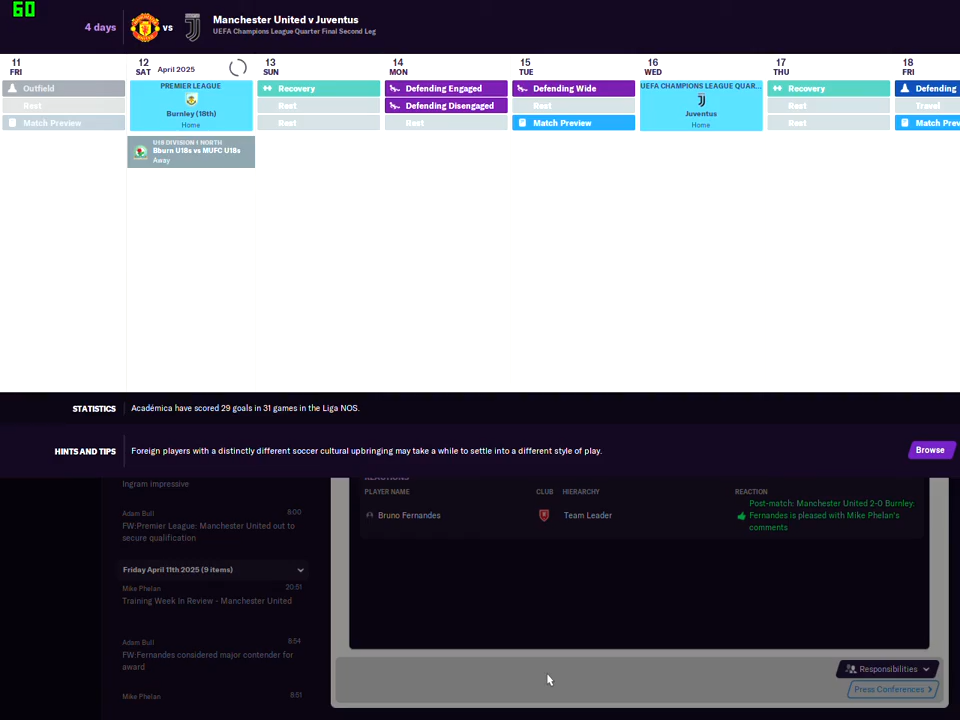 60
4 days
vs
Manchester United v Juventus
UEFA Champions League Quarter Final Second Leg
11
FRI
12
SAT April 2025
13
SUN
14
MON
15
TUE
16
WED
17
THU
18
FRI
Outfield
Rest
Match Preview
PREMIER LEAGUE
Burnley (18th)
Home
U18 DIVISION 1 NORTH
Bburn U18s vs MUFC U18s
Away
Recovery
Rest
Rest
Defending Engaged
Defending Disengaged
Rest
Defending Wide
Rest
Match Preview
UEFA CHAMPIONS LEAGUE QUAR...
Juventus
Home
Recovery
Rest
Rest
Defending
Travel
Match Prev
STATISTICS
Académica have scored 29 goals in 31 games in the Liga NOS.
HINTS AND TIPS
Foreign players with a distinctly different soccer cultural upbringing may take a while to settle into a different style of play.
Browse
Ingram impressive
Adam Bull 8:00
FW:Premier League: Manchester United out to
secure qualification
Friday April 11th 2025 (9 items)
Mike Phelan 20:51
Training Week In Review - Manchester United
Adam Bull 8:54
FW:Fernandes considered major contender for
award
Mike Phelan 8:51
REACTIONS
PLAYER NAME CLUB HIERARCHY REACTION
Bruno Fernandes Team Leader
Post-match: Manchester United 2-0 Burnley:
Fernandes is pleased with Mike Phelan's
comments
Responsibilities
Press Conferences